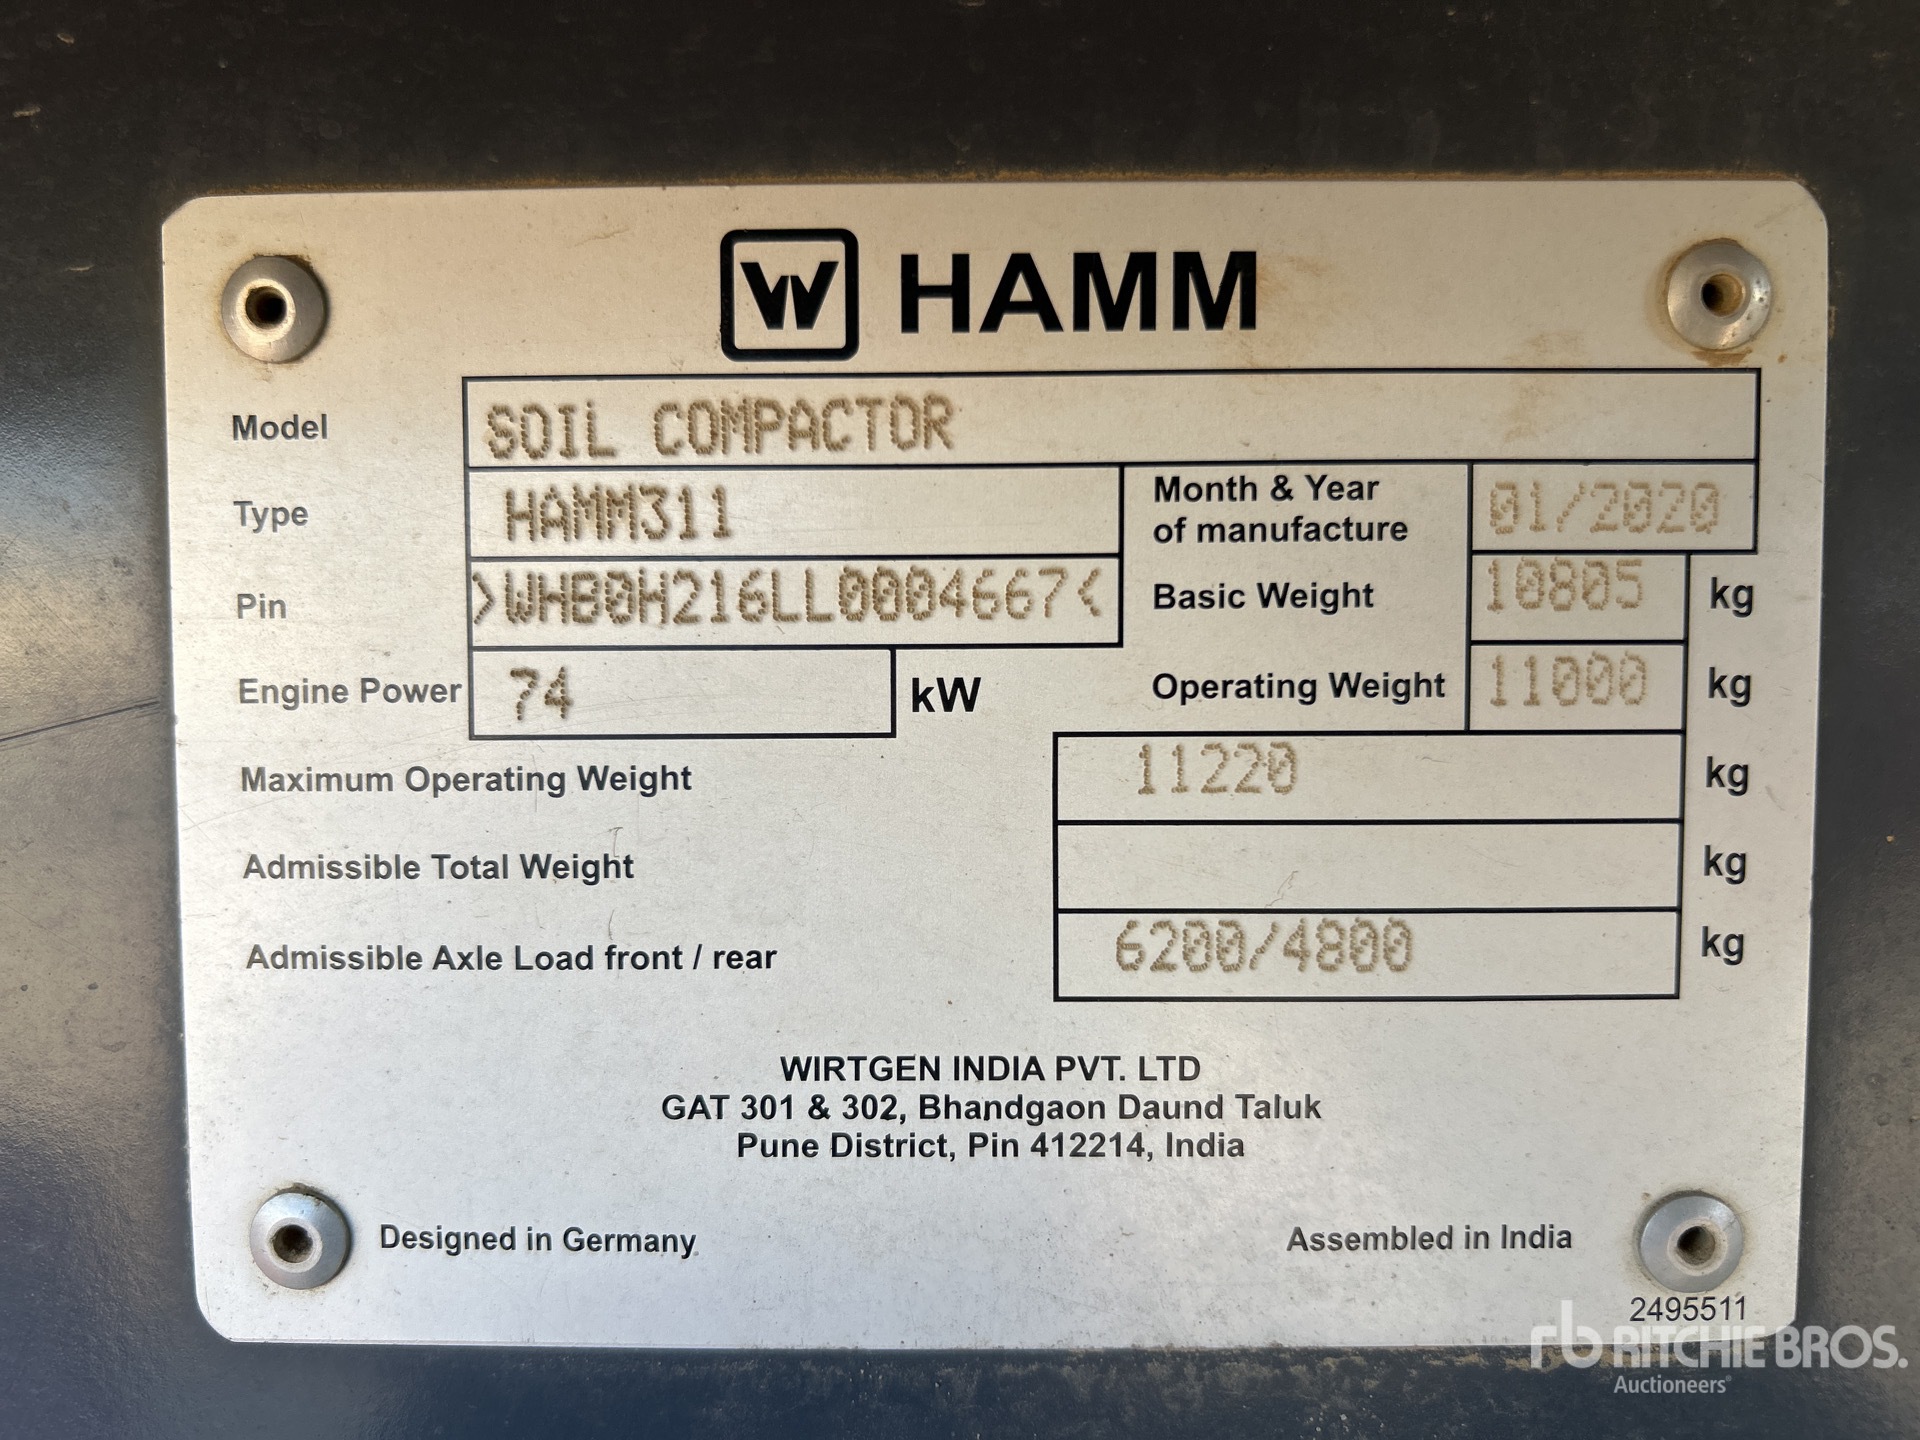 W HAMM
Model SOIL COMPACTOR
Type HAMM311
Month & Year of manufacture 01/2020
Pin >WHB0H216LL0004667<
Basic Weight 10805 kg
Engine Power 74 kW
Operating Weight 11000 kg
Maximum Operating Weight 11220 kg
Admissible Total Weight kg
Admissible Axle Load front / rear 6200/4800 kg
WIRTGEN INDIA PVT. LTD
GAT 301 & 302, Bhandgaon Daund Taluk
Pune District, Pin 412214, India
Designed in Germany
Assembled in India
2495511
rb RITCHIE BROS.
Auctioneers